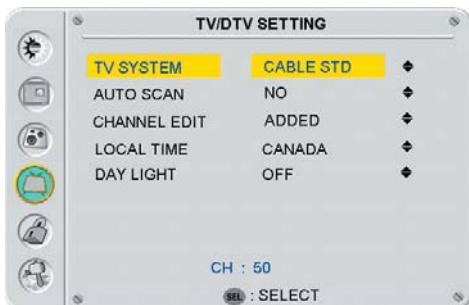 TV/DTV SETTING
TV SYSTEM CABLE STD
AUTO SCAN NO
CHANNEL EDIT ADDED
LOCAL TIME CANADA
DAY LIGHT OFF
CH : 50
SEL : SELECT